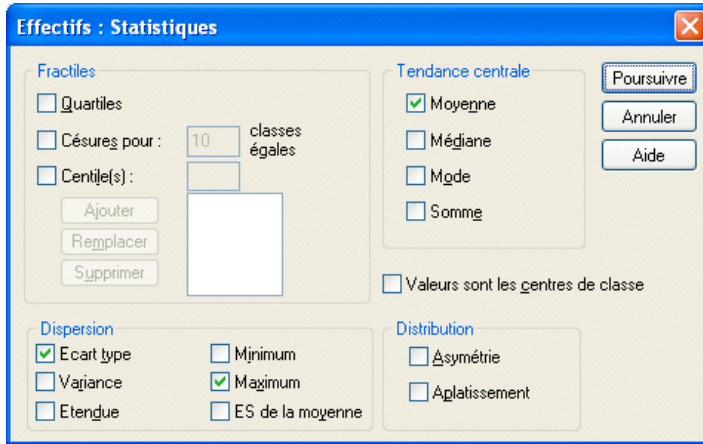 Effectifs : Statistiques
Fractiles
Quartiles
Césures pour :
10
classes
égales
Centile(s) :
Ajouter
Remplacer
Supprimer
Tendance centrale
Moyenne
Médiane
Mode
Somme
Poursuivre
Annuler
Aide
Valeurs sont les centres de classe
Dispersion
Ecart type
Minimum
Variance
Maximum
Etendue
ES de la moyenne
Distribution
Asymétrie
Aplatissement